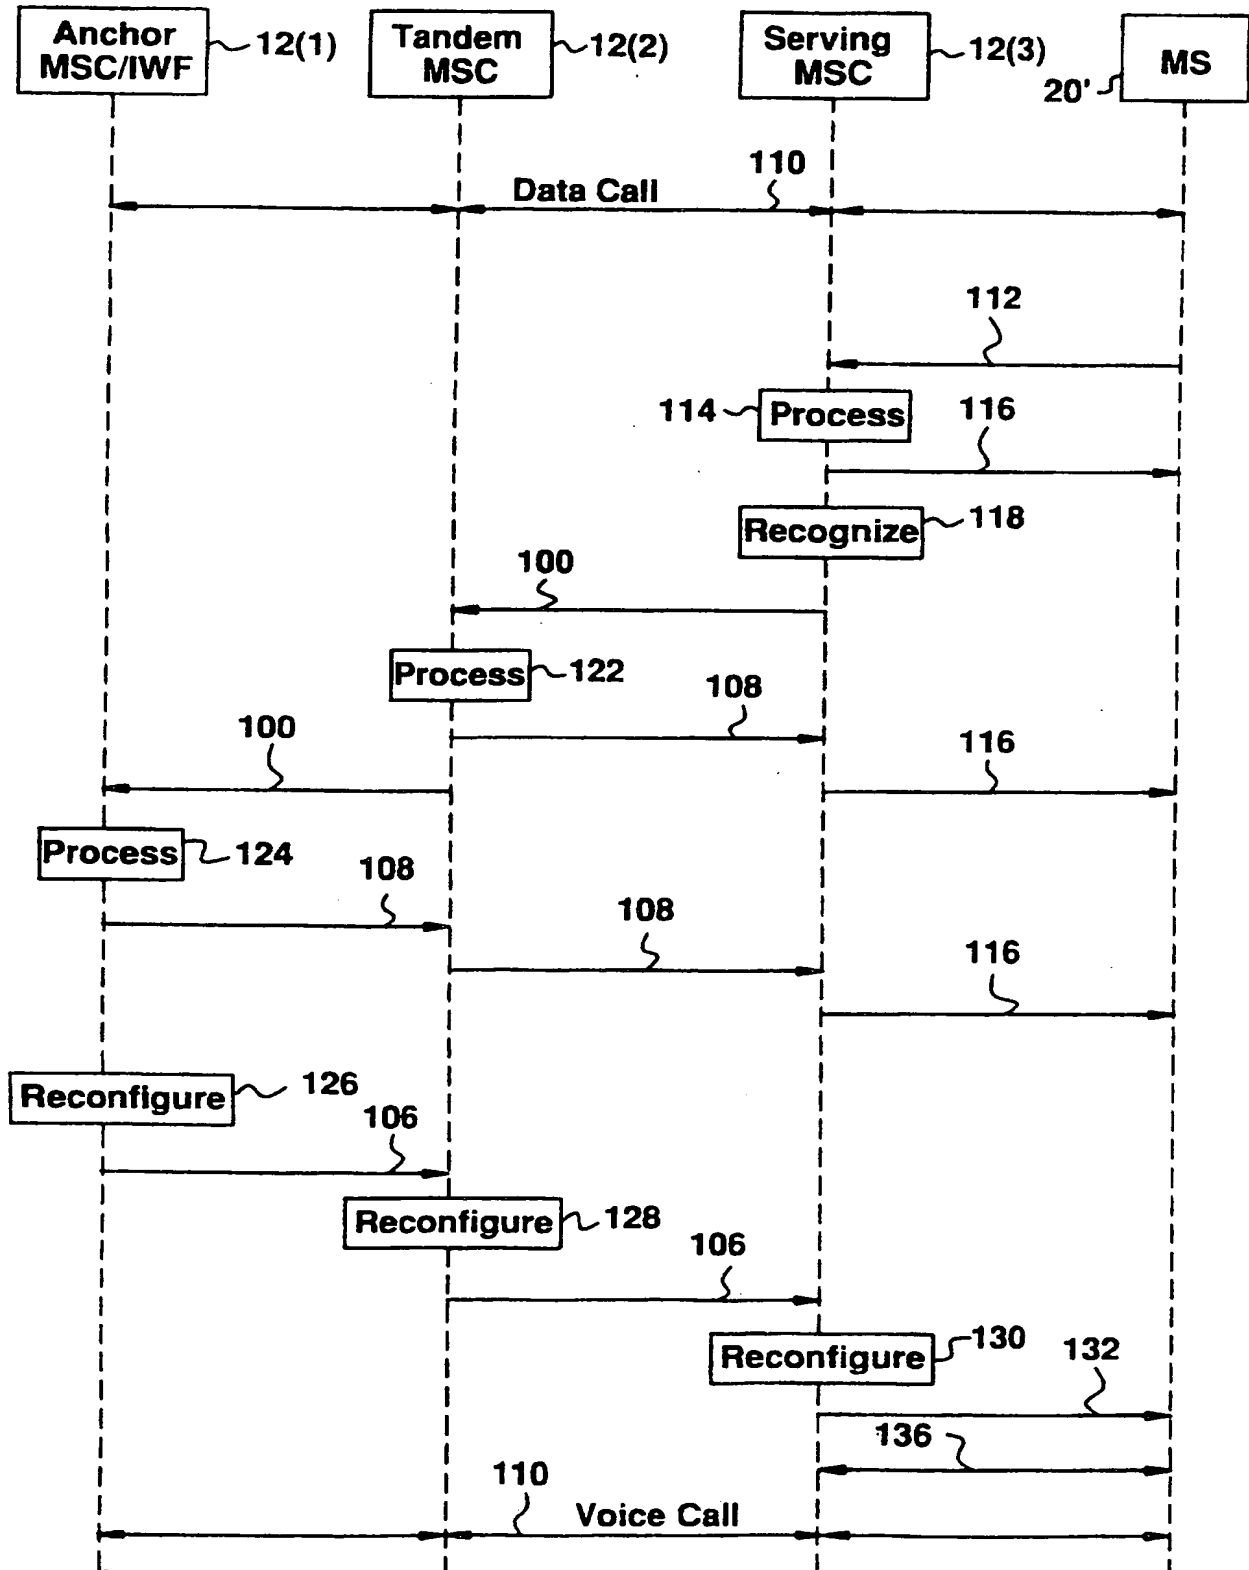 Anchor
MSC/IWF
12(1)
Tandem
MSC
12(2)
Serving
MSC
12(3)
MS
20'
110
Data Call
112
114
Process
116
Recognize
118
100
Process
122
108
100
116
Process
124
108
108
116
Reconfigure
126
106
Reconfigure
128
106
Reconfigure
130
132
136
110
Voice Call